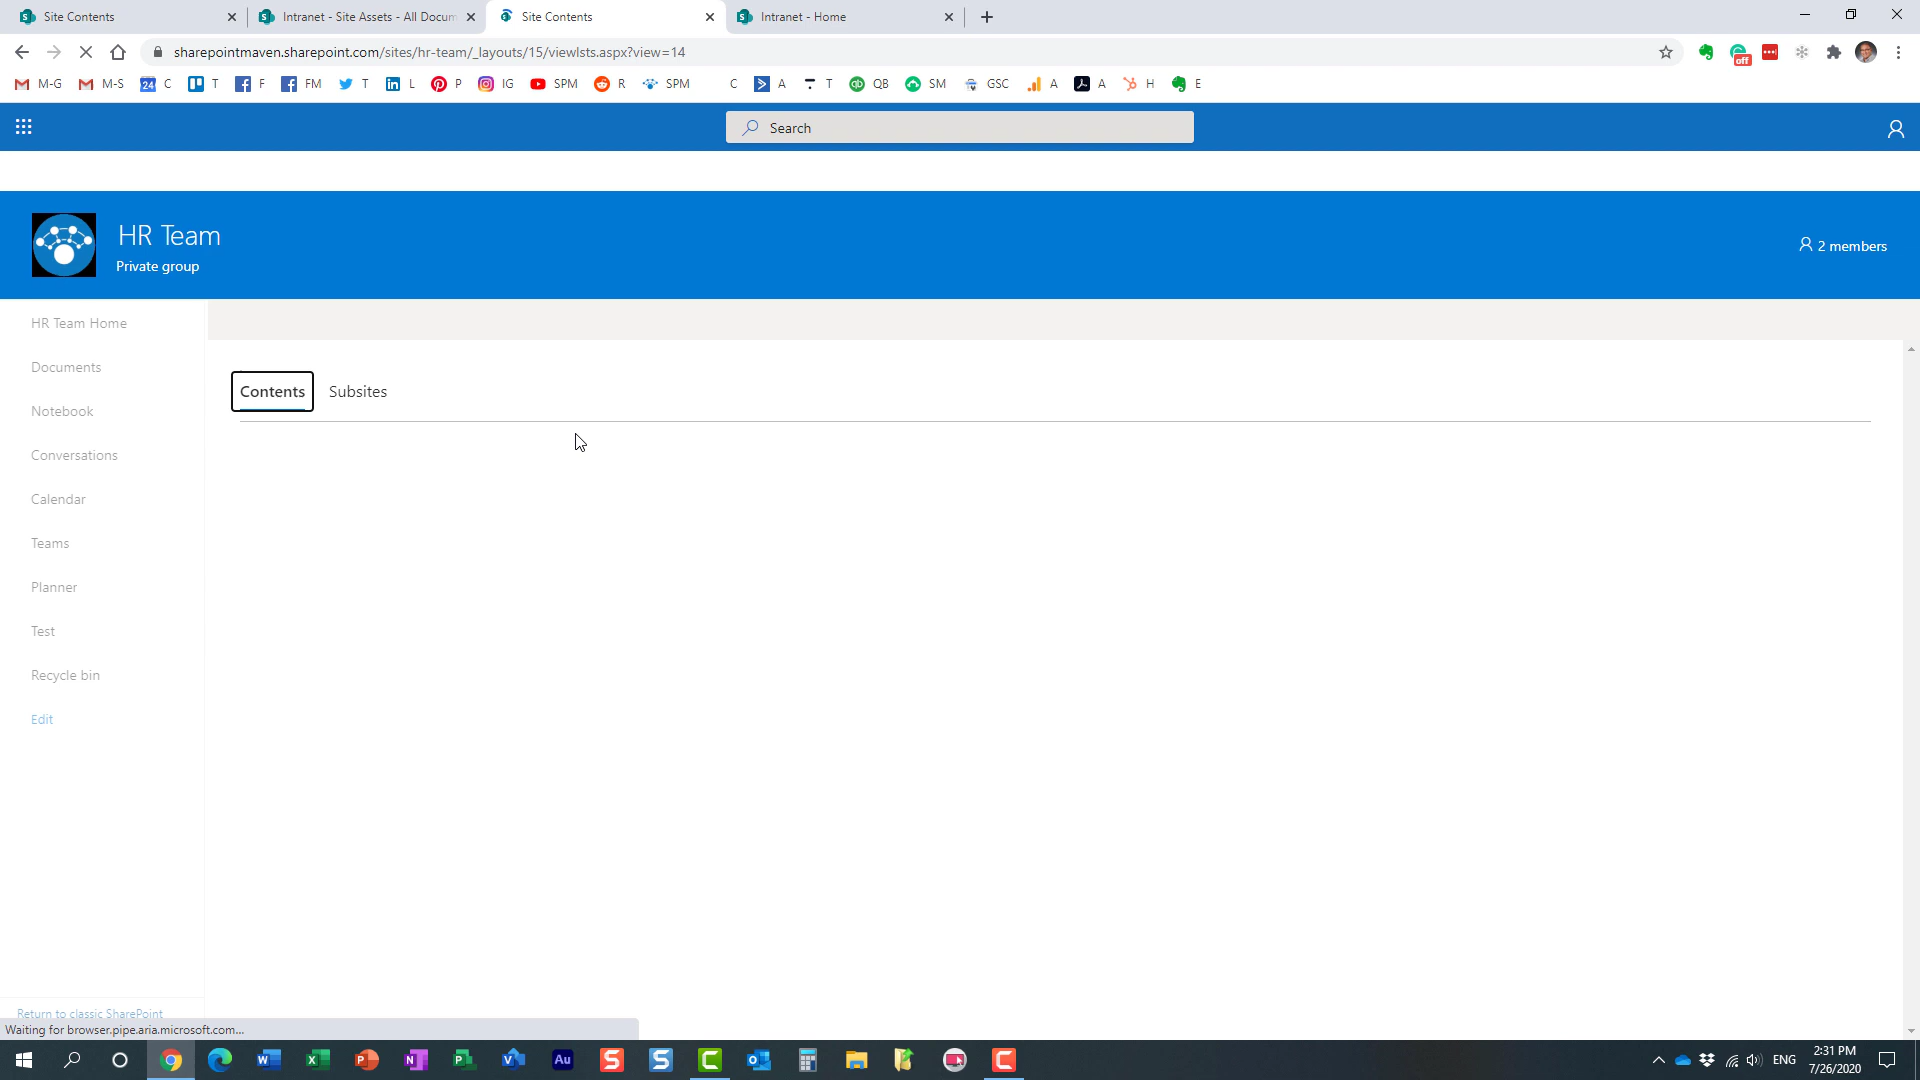 Site Contents
Intranet - Site Assets - All Docum
Site Contents
Intranet - Home
sharepointmaven.sharepoint.com/sites/hr-team/_layouts/15/viewlsts.aspx?view=14
off
M-G
M-S
24
C
T
F
FM
T
L
P
IG
SPM
R
SPM
C
A
T
QB
SM
GSC
A
A
H
E
Search
HR Team
Private group
2 members
HR Team Home
Documents
Notebook
Conversations
Calendar
Teams
Planner
Test
Recycle bin
Edit
Contents
Subsites
Return to classic SharePoint
Waiting for browser.pipe.aria.microsoft.com...
Au
ENG
2:31 PM
7/26/2020